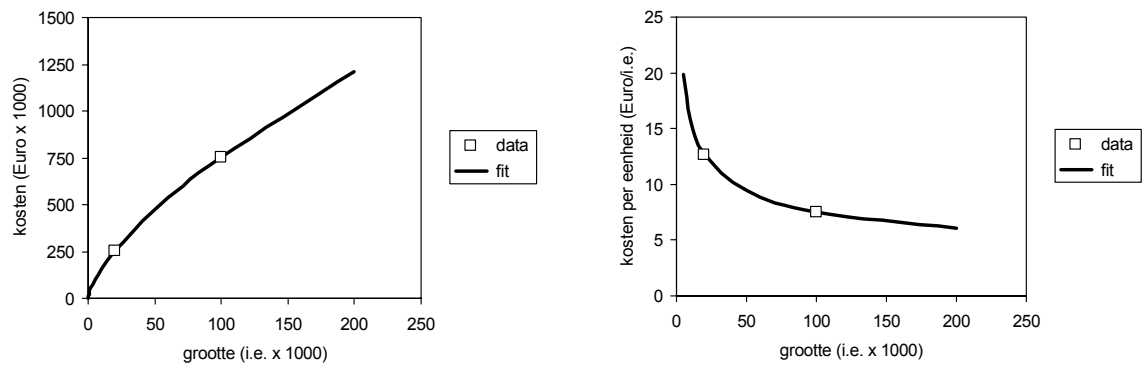 kosten (Euro x 1000)
1500
1250
1000
750
500
250
0
0 50 100 150 200 250
grootte (i.e. x 1000)
data
fit
kosten per eenheid (Euro/i.e.)
25
20
15
10
5
0
0 50 100 150 200 250
grootte (i.e. x 1000)
data
fit